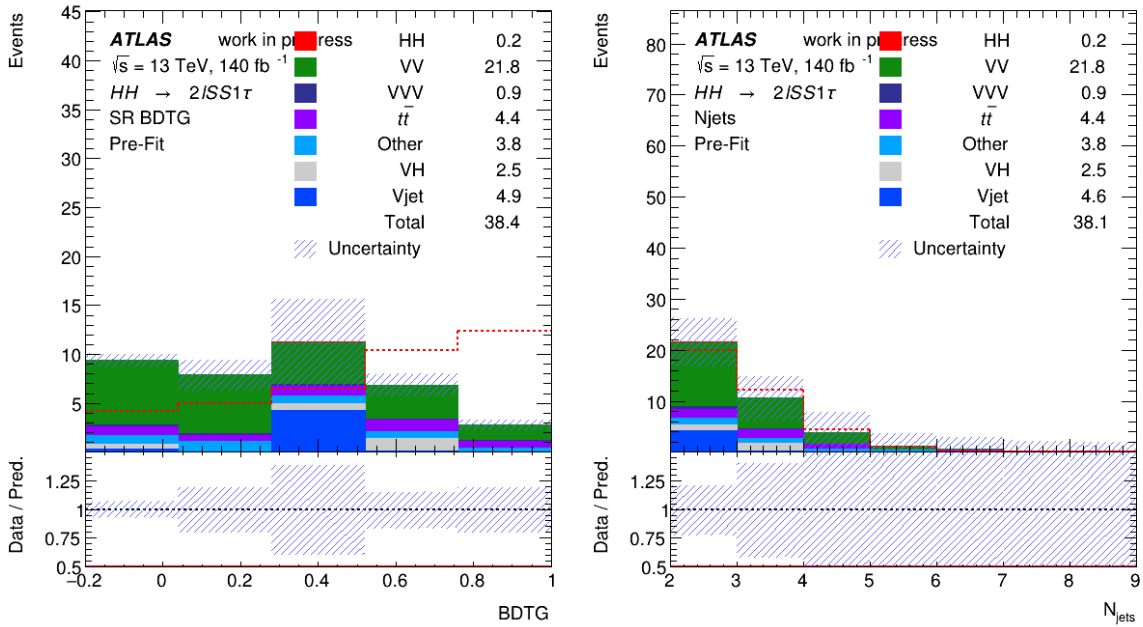 Events
45
40
35
30
25
20
15
10
5
ATLAS work in progress
√s = 13 TeV, 140 fb -1
HH → 2lSS1τ
SR BDTG
Pre-Fit
HH 0.2
VV 21.8
VVV 0.9
tt̅ 4.4
Other 3.8
VH 2.5
Vjet 4.9
Total 38.4
Uncertainty
Data / Pred.
1.25
1
0.75
0.5
−0.2 0 0.2 0.4 0.6 0.8 1
BDTG
Events
80
70
60
50
40
30
20
10
ATLAS work in progress
√s = 13 TeV, 140 fb -1
HH → 2lSS1τ
Njets
Pre-Fit
HH 0.2
VV 21.8
VVV 0.9
tt̅ 4.4
Other 3.8
VH 2.5
Vjet 4.6
Total 38.1
Uncertainty
Data / Pred.
1.25
1
0.75
0.5
2 3 4 5 6 7 8 9
Njets